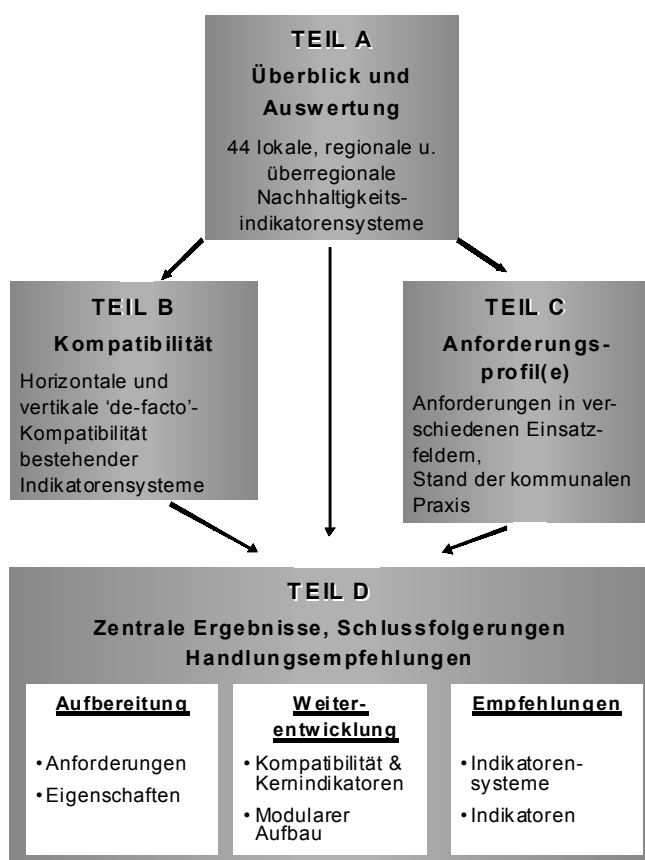 TEIL A
Überblick und
Auswertung
44 lokale, regionale u.
überregionale
Nachhaltigkeits-
indikatorensysteme
TEIL B
Kompatibilität
Horizontale und
vertikale ‘de-facto’-
Kompatibilität
bestehender
Indikatorensysteme
TEIL C
Anforderungs-
profil(e)
Anforderungen in ver-
schiedenen Einsatz-
feldern,
Stand der kommunalen
Praxis
TEIL D
Zentrale Ergebnisse, Schlussfolgerungen
Handlungsempfehlungen
Aufbereitung
• Anforderungen
• Eigenschaften
Weiter-
entwicklung
• Kompatibilität &
Kernindikatoren
• Modularer
Aufbau
Empfehlungen
• Indikatoren-
systeme
• Indikatoren